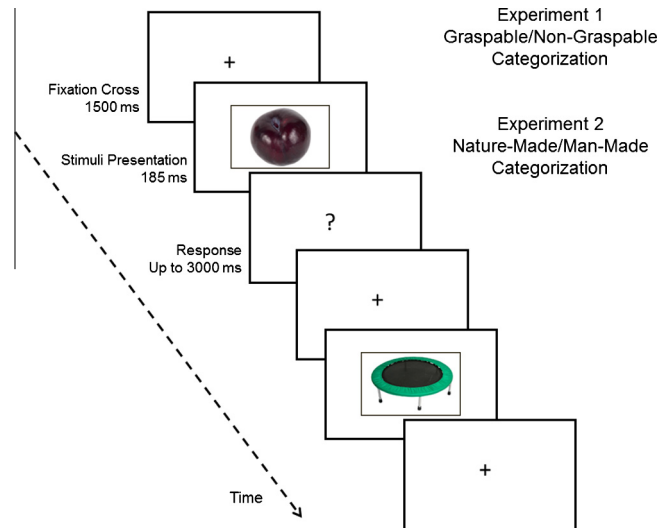 Experiment 1
Graspable/Non-Graspable
Categorization
+
Fixation Cross
1500 ms
Experiment 2
Nature-Made/Man-Made
Categorization
Stimuli Presentation
185 ms
?
Response
Up to 3000 ms
+
+
Time